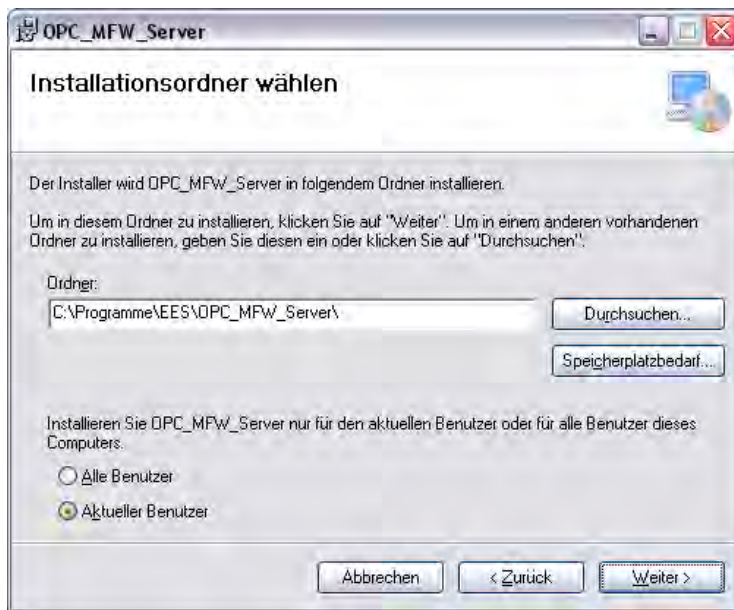 OPC_MFW_Server
Installationsordner wählen
Der Installer wird OPC_MFW_Server in folgendem Ordner installieren.
Um in diesem Ordner zu installieren, klicken Sie auf "Weiter". Um in einem anderen vorhandenen
Ordner zu installieren, geben Sie diesen ein oder klicken Sie auf "Durchsuchen".
Ordner:
C:\Programme\EES\OPC_MFW_Server\
Durchsuchen...
Speicherplatzbedarf...
Installieren Sie OPC_MFW_Server nur für den aktuellen Benutzer oder für alle Benutzer dieses
Computers.
Alle Benutzer
Aktueller Benutzer
Abbrechen
< Zurück
Weiter >